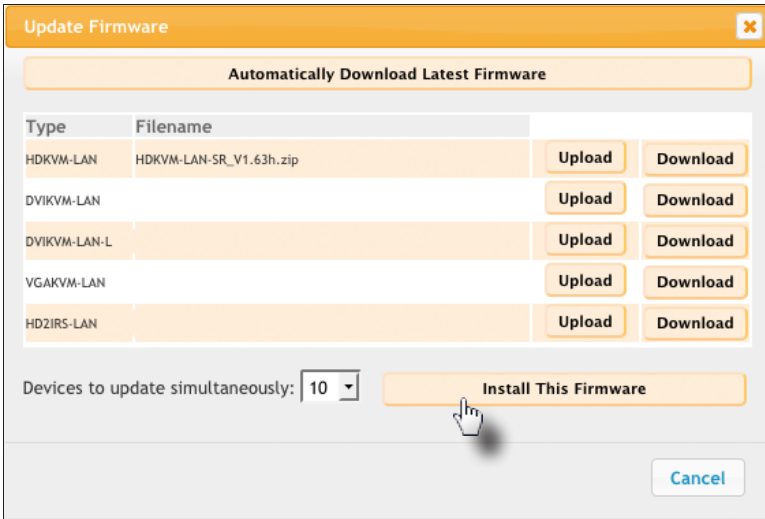 Update Firmware
Automatically Download Latest Firmware
Type Filename
HDKVM-LAN HDKVM-LAN-SR_V1.63h.zip Upload Download
DVIKVM-LAN Upload Download
DVIKVM-LAN-L Upload Download
VGAKVM-LAN Upload Download
HD2IRS-LAN Upload Download
Devices to update simultaneously: 10 Install This Firmware
Cancel